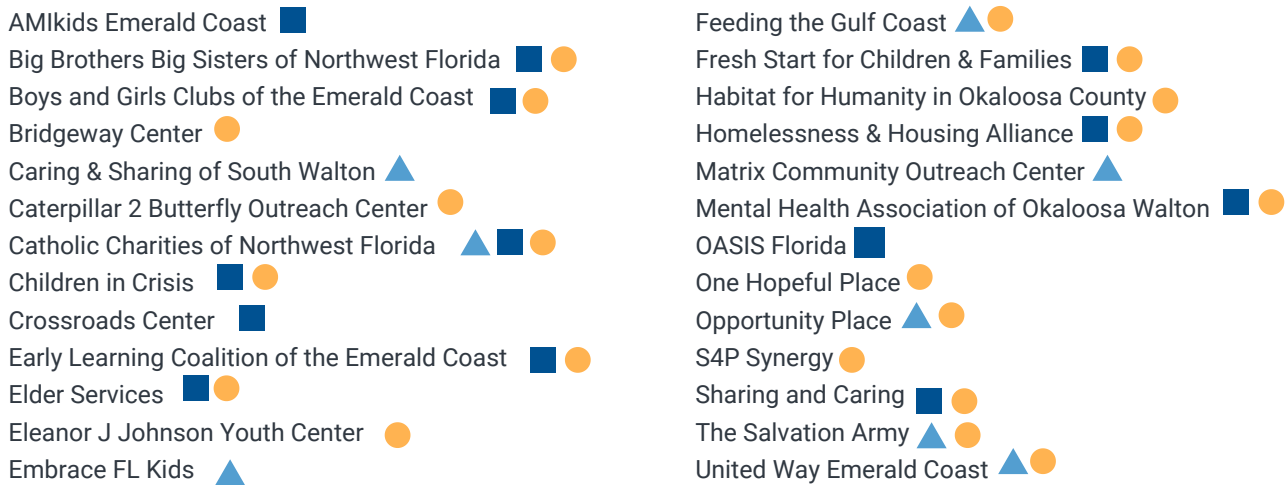 AMIkids Emerald Coast
Big Brothers Big Sisters of Northwest Florida
Boys and Girls Clubs of the Emerald Coast
Bridgeway Center
Caring & Sharing of South Walton
Caterpillar 2 Butterfly Outreach Center
Catholic Charities of Northwest Florida
Children in Crisis
Crossroads Center
Early Learning Coalition of the Emerald Coast
Elder Services
Eleanor J Johnson Youth Center
Embrace FL Kids
Feeding the Gulf Coast
Fresh Start for Children & Families
Habitat for Humanity in Okaloosa County
Homelessness & Housing Alliance
Matrix Community Outreach Center
Mental Health Association of Okaloosa Walton
OASIS Florida
One Hopeful Place
Opportunity Place
S4P Synergy
Sharing and Caring
The Salvation Army
United Way Emerald Coast